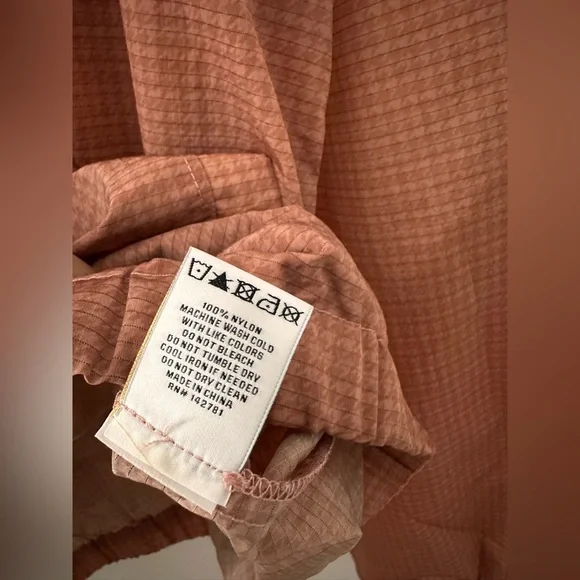 100% NYLON
MACHINE WASH COLD
WITH LIKE COLORS
DO NOT BLEACH
DO NOT TUMBLE DRY
COOL IRON IF NEEDED
DO NOT DRY CLEAN
MADE IN CHINA
RN# 142781